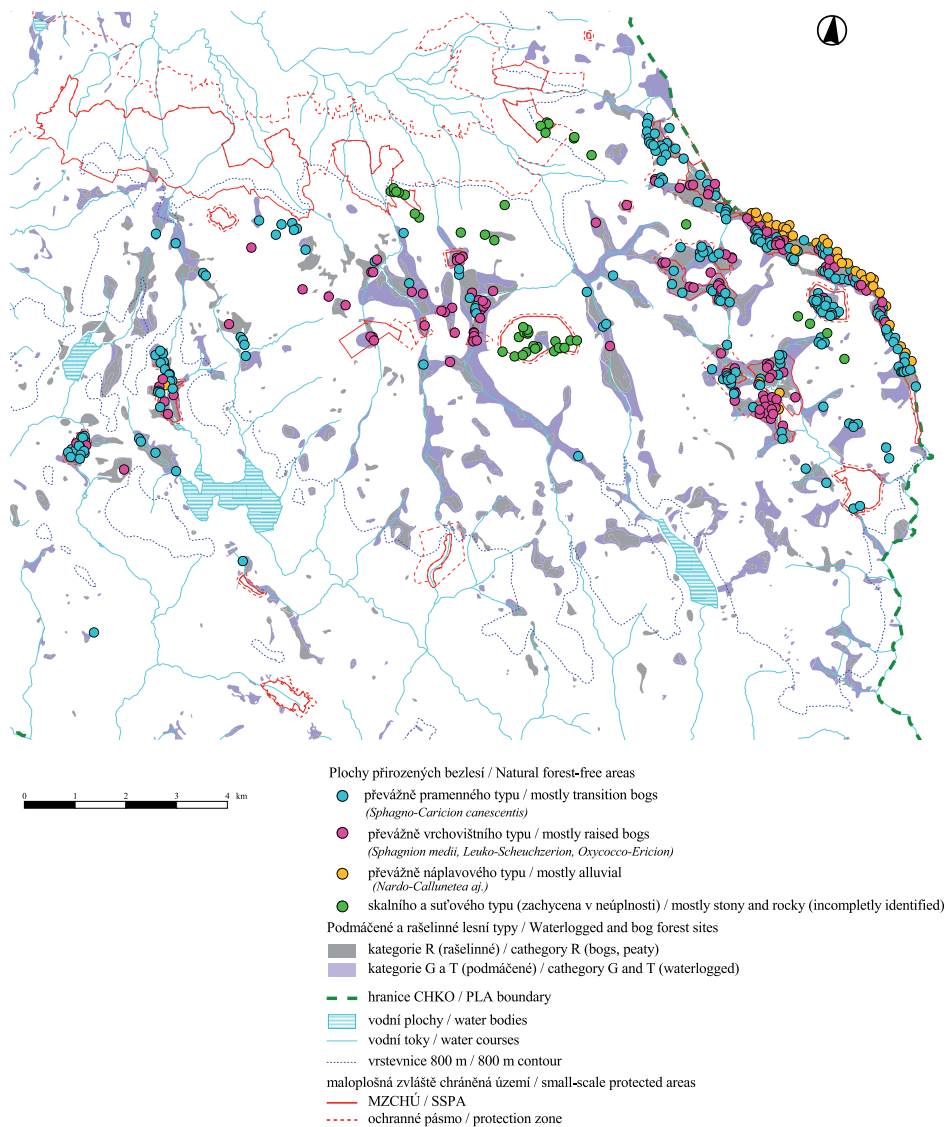 0 1 2 3 4 km
Plochy přirozených bezlesí / Natural forest-free areas
převážně pramenného typu / mostly transition bogs
(Sphagno-Caricion canescentis)
převážně vrchovištního typu / mostly raised bogs
(Sphagnion medii, Leuko-Scheuchzerion, Oxycocco-Ericion)
převážně náplavového typu / mostly alluvial
(Nardo-Callunetea aj.)
skalního a suťového typu (zachycena v neúplnosti) / mostly stony and rocky (incompletly identified)
Podmáčené a rašelinné lesní typy / Waterlogged and bog forest sites
kategorie R (rašelinné) / cathegory R (bogs, peaty)
kategorie G a T (podmáčené) / cathegory G and T (waterlogged)
hranice CHKO / PLA boundary
vodní plochy / water bodies
vodní toky / water courses
vrstevnice 800 m / 800 m contour
maloplošná zvláště chráněná území / small-scale protected areas
MZCHÚ / SSPA
ochranné pásmo / protection zone